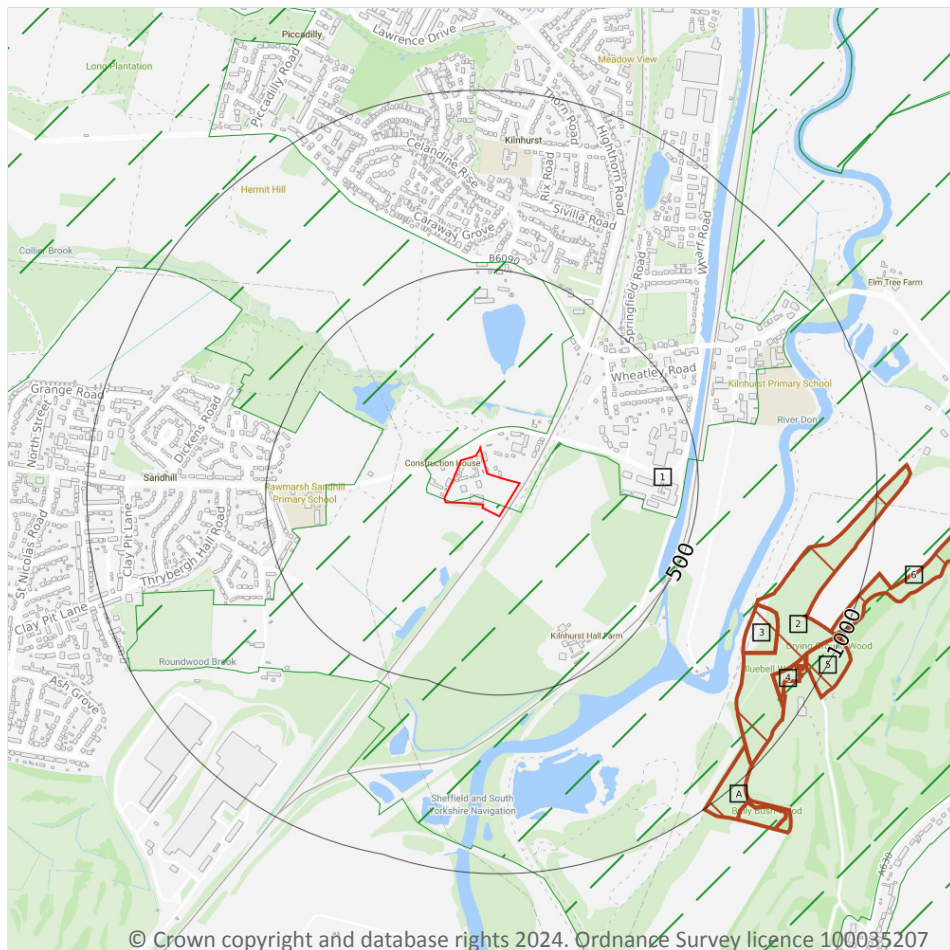 Piccadilly
Lawrence Drive
Long Plantation
Piccadilly Road
Meadow View
Thorn Road
Highthorn Road
Kilnhurst
Celandine Rise
Rix Road
Hermit Hill
Sivilla Road
Caraway Grove
Wharf Road
Collier Brook
B6090
Springfield Road
Elm Tree Farm
Wheatley Road
Kilnhurst Primary School
Grange Road
North Street
Dickens Road
River Don
Construction House
Sandhill
1
Rawmarsh Sandhill
Primary School
St Nicolas Road
Clay Pit Lane
Thrybergh Hall Road
500
6
Clay Pit Lane
2
3
1000
Kilnhurst Hall Farm
Wood
5
Roundwood Brook
4
Ash Grove
A
Sheffield and South
Yorkshire Navigation
A630
© Crown copyright and database rights 2024. Ordnance Survey licence 100035207